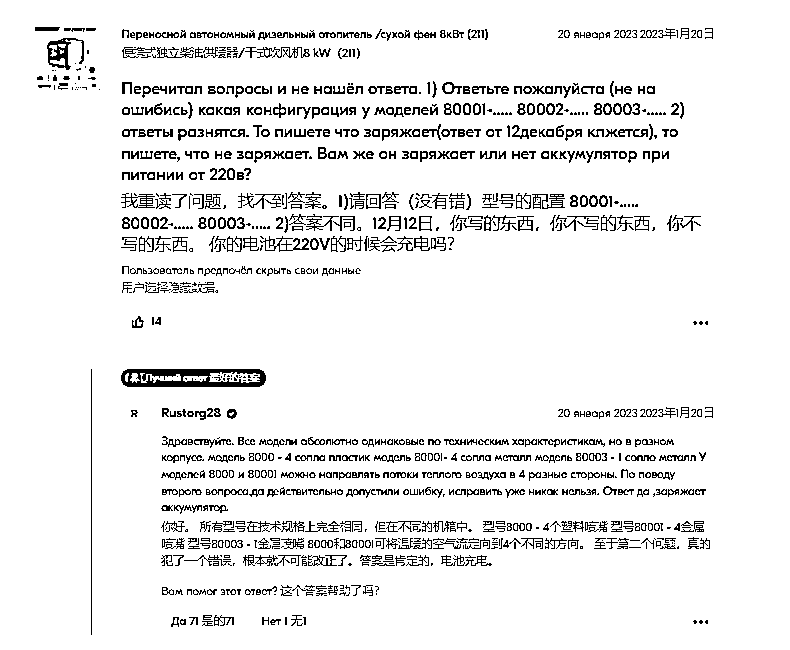 Переносной автономный дизельный отопитель /сухой фен 8кВт (211)
20 января 2023 2023年1月20日
便携式独立柴油供暖器/干式吹风机8 kW  (211)
Перечитал вопросы и не нашёл ответа. 1) Ответьте пожалуйста (не на
ошибись) какая конфигурация у моделей 80001-..... 80002-..... 80003-..... 2)
ответы разнятся. То пишете что заряжает(ответ от 12декабря клжется), то
пишете, что не заряжает. Вам же он заряжает или нет аккумулятор при
питании от 220в?
我重读了问题，找不到答案。1)请回答（没有错）型号的配置 80001-.....
80002-..... 80003-..... 2)答案不同。12月12日，你写的东西，你不写的东西，你不
写的东西。 你的电池在220V的时候会充电吗?
Пользователь предпочёл скрыть свои данные
用户选择隐藏数据。
14
Лучший ответ 最好的答案
R
Rustorg28
20 января 2023 2023年1月20日
Здравствуйте. Все модели абсолютно одинаковые по техническим характеристикам, но в разном
корпусе. модель 8000 - 4 сопла пластик модель 80001- 4 сопла металл модель 80003 - 1 сопло металл У
моделей 8000 и 80001 можно направлять потоки теплого воздуха в 4 разные стороны. По поводу
второго вопроса,да действительно допустили ошибку, исправить уже никак нельзя. Ответ да ,заряжает
аккумулятор.
你好。 所有型号在技术规格上完全相同，但在不同的机箱中。 型号8000 - 4个塑料喷嘴 型号80001 - 4金属
喷嘴 型号80003 - 1金属喷嘴 8000和80001可将温暖的空气流定向到4个不同的方向。 至于第二个问题，真的
犯了一个错误，根本就不可能改正了。答案是肯定的，电池充电。
Вам помог этот ответ? 这个答案帮助了吗?
Да 71 是的71
Нет 1 无1